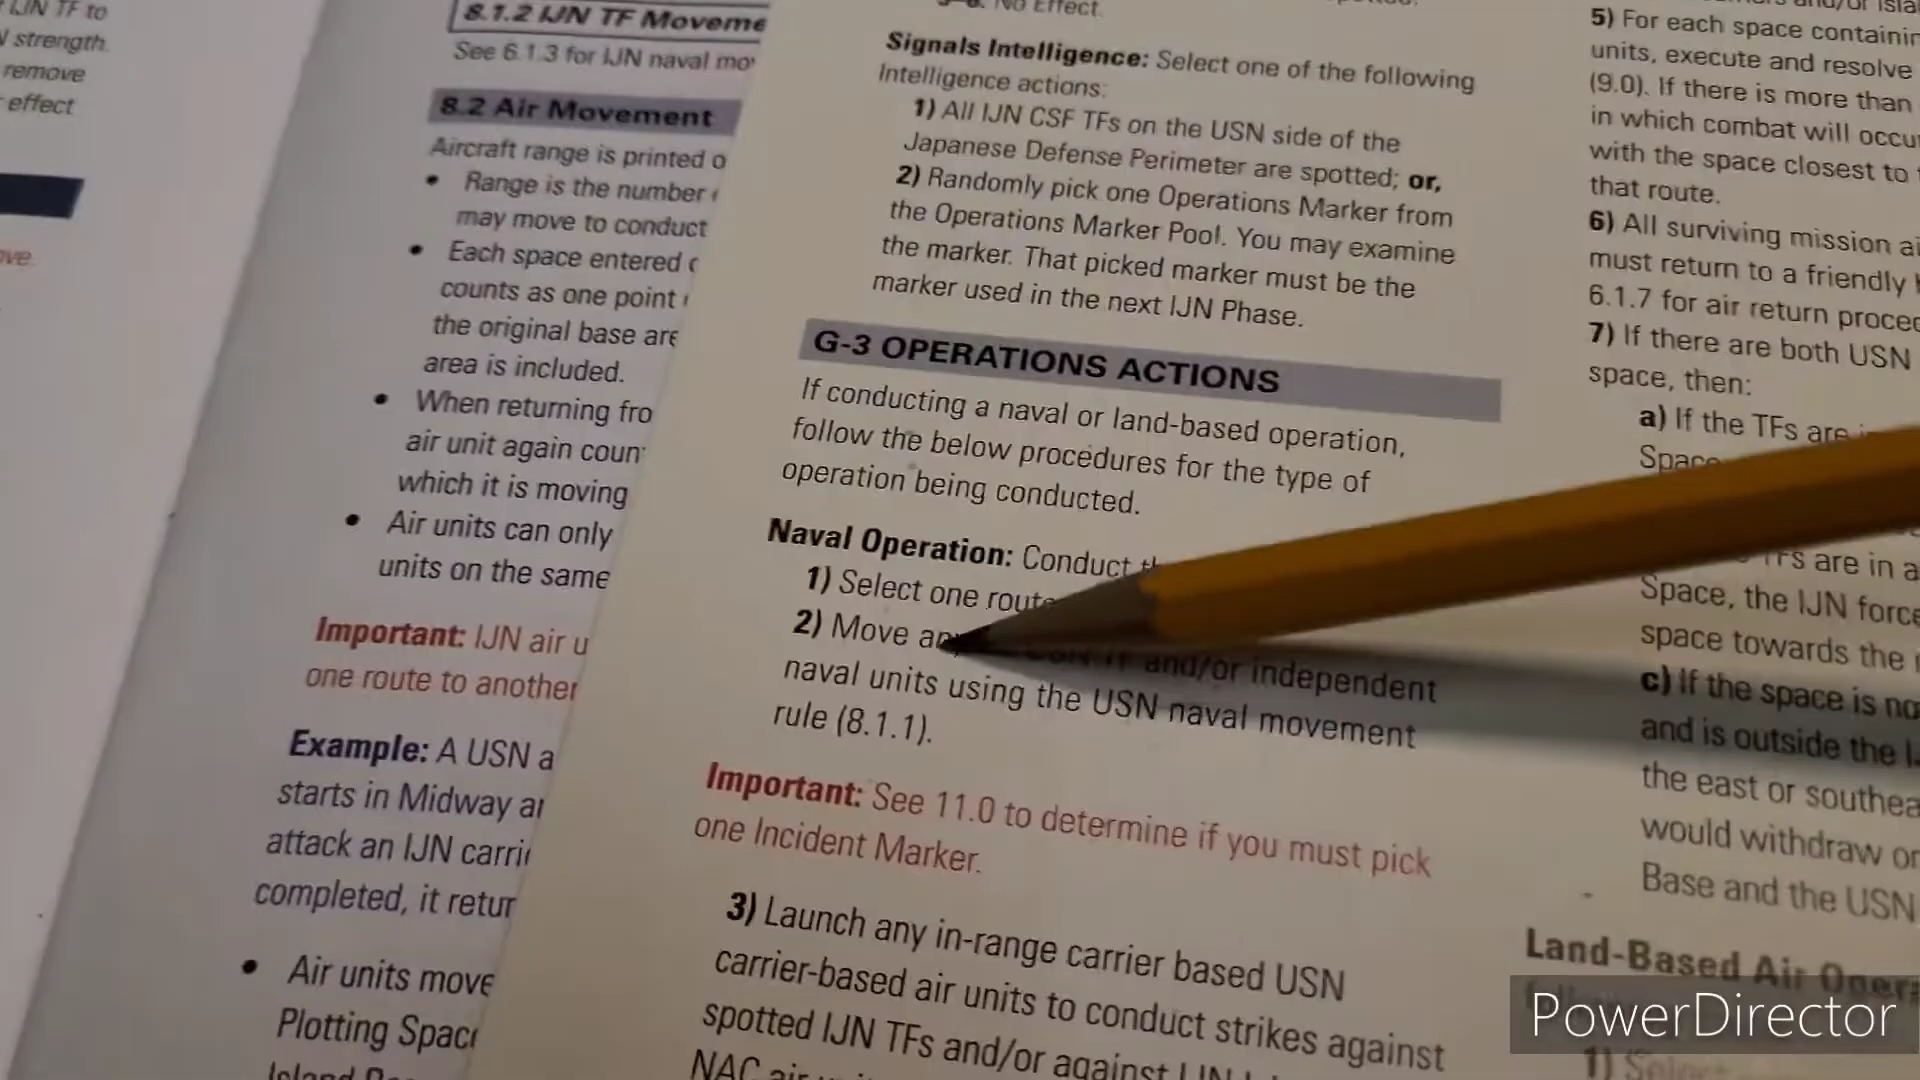 IJN TF to
strength.
remove
effect
8.1.2 IJN TF Moveme
See 6.1.3 for IJN naval mo
8.2 Air Movement
Aircraft range is printed o
• Range is the number
may move to conduct
• Each space entered
counts as one point
the original base are
area is included.
• When returning fro
air unit again coun
which it is moving
• Air units can only
units on the same
Important: IJN air u
one route to another
Example: A USN a
starts in Midway
attack an IJN carri
completed, it retur
• Air units move
Plotting Spac
No Effect.
Signals Intelligence: Select one of the following
Intelligence actions:
1) All IJN CSF TFs on the USN side of the
Japanese Defense Perimeter are spotted; or,
2) Randomly pick one Operations Marker from
the Operations Marker Pool. You may examine
the marker. That picked marker must be the
marker used in the next IJN Phase.
G-3 OPERATIONS ACTIONS
If conducting a naval or land-based operation,
follow the below procedures for the type of
operation being conducted.
Naval Operation: Conduct
1) Select one route
2) Move and/or independent
naval units using the USN naval movement
rule (8.1.1).
Important: See 11.0 to determine if you must pick
one Incident Marker.
3) Launch any in-range carrier based USN
carrier-based air units to conduct strikes against
spotted IJN TFs and/or against
NAC air
5) For each space containin
units, execute and resolve
(9.0). If there is more than
in which combat will occu
with the space closest to
that route.
6) All surviving mission ai
must return to a friendly
6.1.7 for air return proced
7) If there are both USN
space, then:
a) If the TFs are
Space
TFs are in a
Space, the IJN force
space towards the
c) If the space is no
and is outside the
the east or southea
would withdraw or
Base and the USN
Land-Based Air Oper
1) Select
PowerDirector